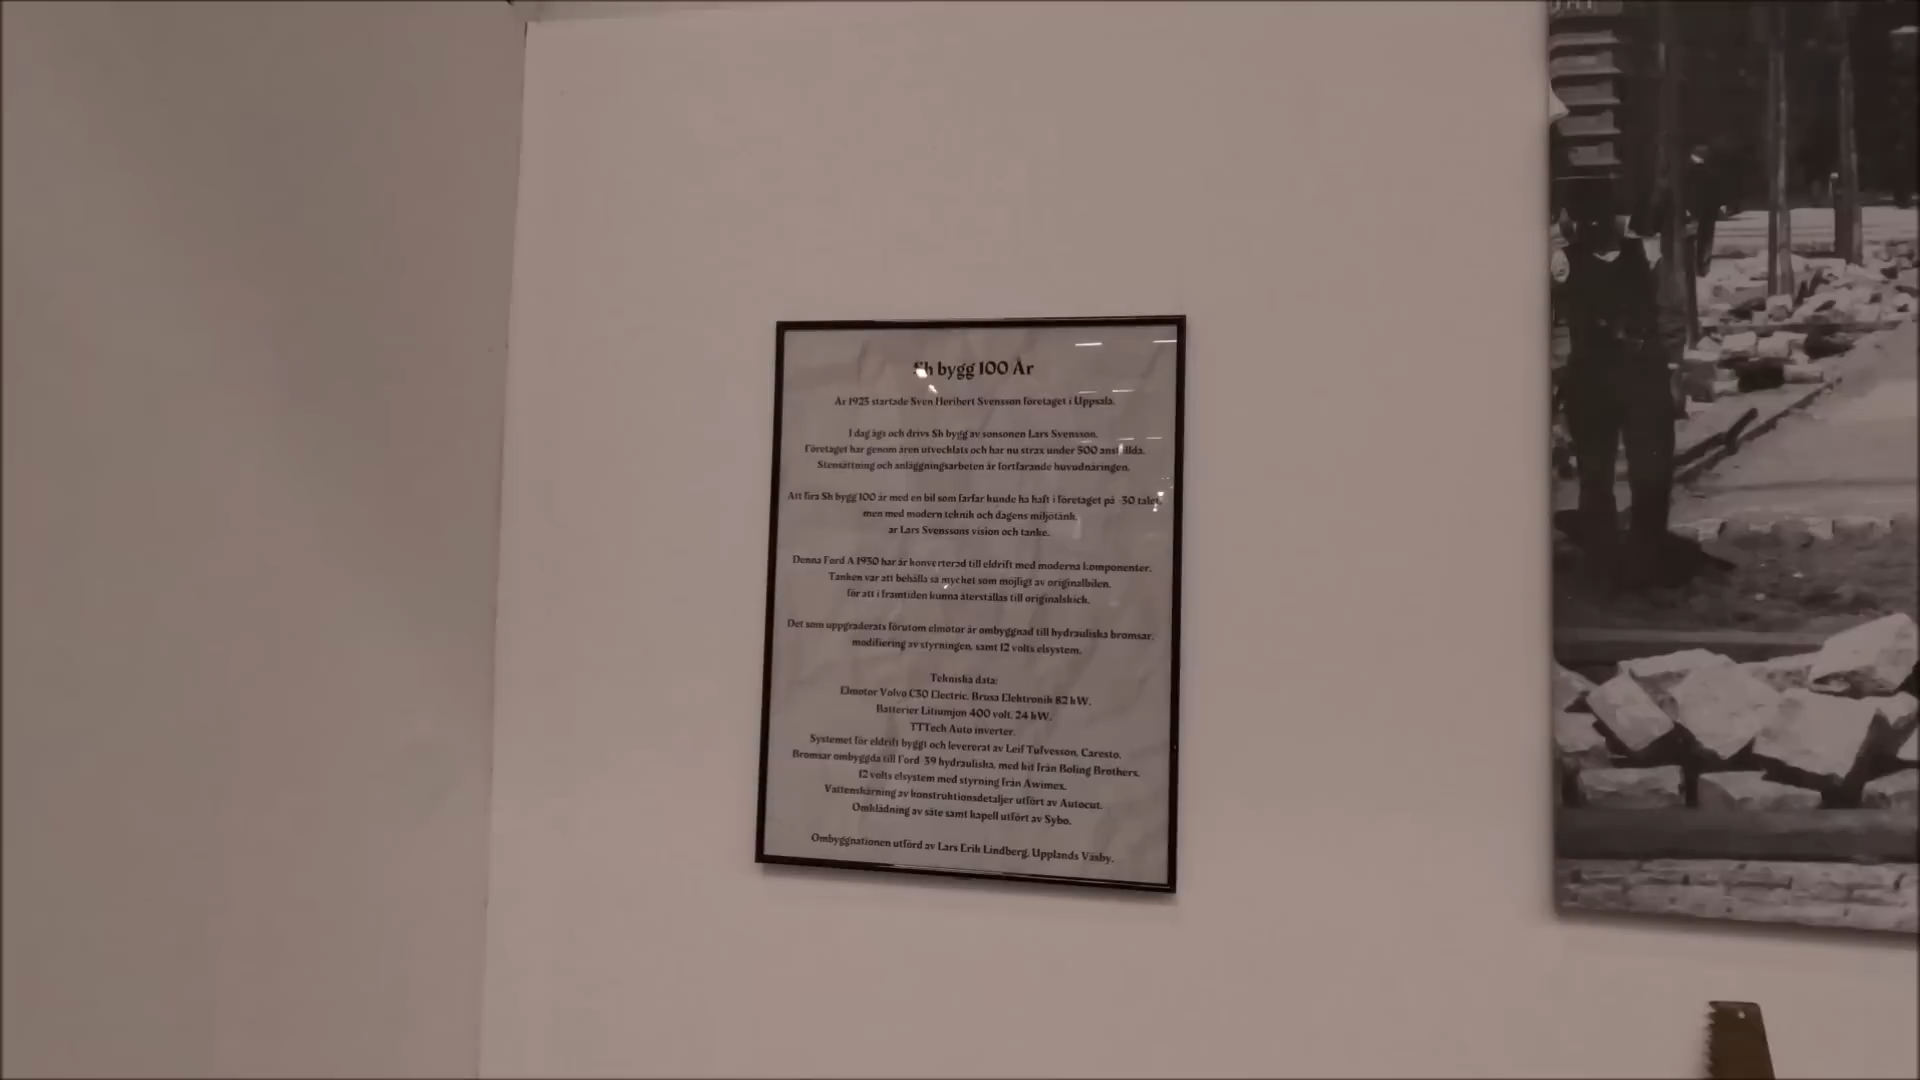 Sh bygg 100 År
År 1923 startade Sven Heribert Svensson företaget i Uppsala.
I dag ägs och drivs Sh bygg av sonsonen Lars Svensson.
Företaget har genom åren utvecklats och har nu strax under 500 anställda.
Stensättning och anläggningsarbeten är fortfarande huvudnäringen.
Att fira Sh bygg 100 år med en bil som farfar kunde ha haft i företaget på -30 talet,
men med modern teknik och dagens miljötänk,
är Lars Svenssons vision och tanke.
Denna Ford A 1930 har är konverterad till eldrift med moderna komponenter.
Tanken var att behålla så mycket som möjligt av originalbilen,
för att i framtiden kunna återställas till originalskick.
Det som uppgraderats förutom elmotor är ombyggnad till hydrauliska bromsar,
modifiering av styrningen, samt 12 volts elsystem.
Tekniska data:
Elmotor Volvo C30 Electric, Brusa Elektronik 82 kW.
Batterier Litiumjon 400 volt, 24 kW.
TTTech Auto inverter.
Systemet för eldrift byggt och levererat av Leif Tufvesson, Caresto.
Bromsar ombyggda till Ford 39 hydrauliska, med kit från Boling Brothers.
12 volts elsystem med styrning från Awimex.
Vattenskärning av konstruktionsdetaljer utfört av Autocut.
Omklädning av säte samt kapell utfört av Sybo.
Ombyggnationen utförd av Lars Erik Lindberg, Upplands Väsby.